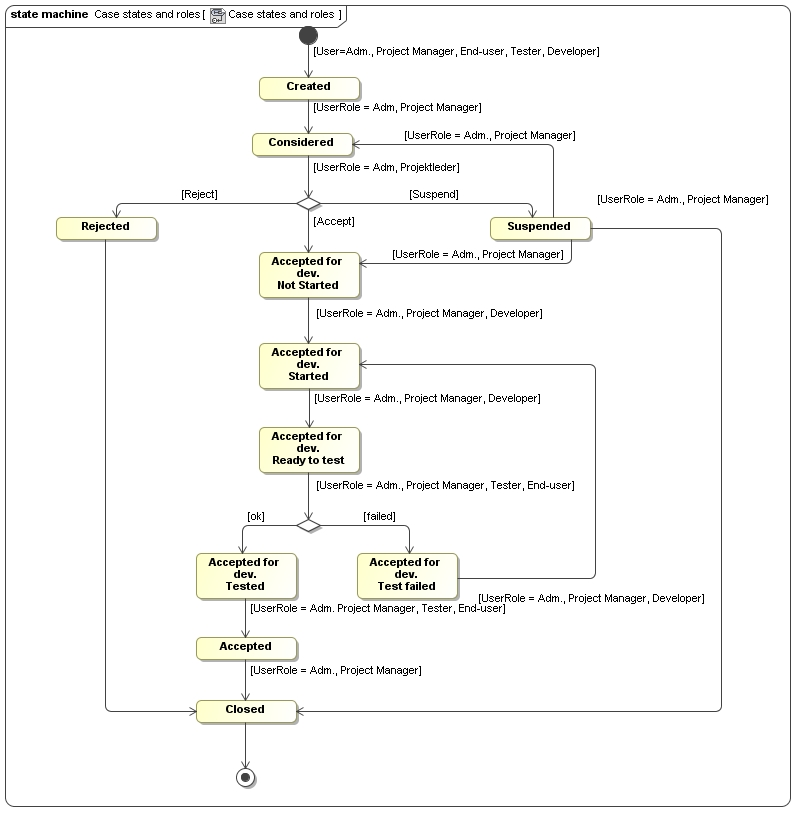 state machine Case states and roles [ Case states and roles ]
[User=Adm., Project Manager, End-user, Tester, Developer]
Created
[UserRole = Adm, Project Manager]
[UserRole = Adm., Project Manager]
Considered
[UserRole = Adm, Projektleder]
[Reject]
[Suspend]
[UserRole = Adm., Project Manager]
Rejected
[Accept]
Suspended
[UserRole = Adm., Project Manager]
Accepted for
dev.
Not Started
[UserRole = Adm., Project Manager, Developer]
Accepted for
dev.
Started
[UserRole = Adm., Project Manager, Developer]
Accepted for
dev.
Ready to test
[UserRole = Adm., Project Manager, Tester, End-user]
[ok]
[failed]
Accepted for
dev.
Tested
Accepted for
dev.
Test failed
[UserRole = Adm., Project Manager, Developer]
[UserRole = Adm. Project Manager, Tester, End-user]
Accepted
[UserRole = Adm., Project Manager]
Closed